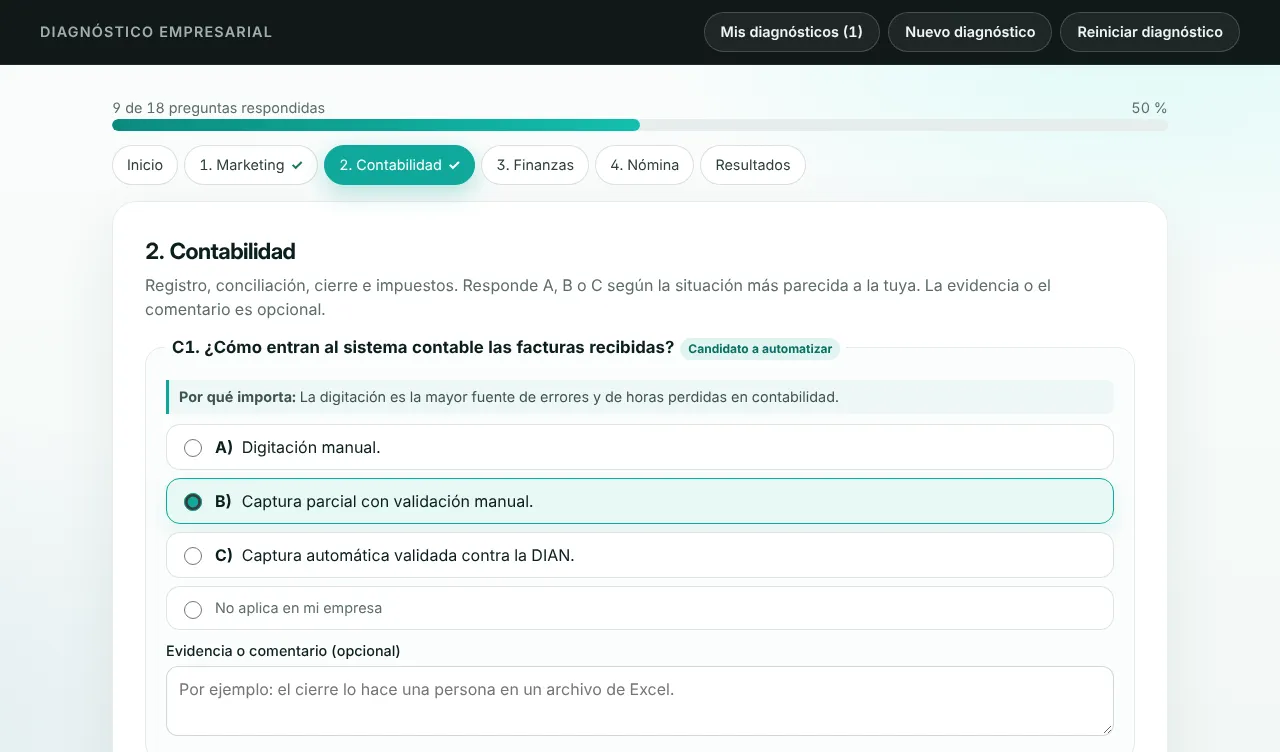 DIAGNÓSTICO EMPRESARIAL
Mis diagnósticos (1)
Nuevo diagnóstico
Reiniciar diagnóstico
9 de 18 preguntas respondidas
50 %
Inicio
1. Marketing ✓
2. Contabilidad ✓
3. Finanzas
4. Nómina
Resultados
2. Contabilidad
Registro, conciliación, cierre e impuestos. Responde A, B o C según la situación más parecida a la tuya. La evidencia o el
comentario es opcional.
C1. ¿Cómo entran al sistema contable las facturas recibidas?
Candidato a automatizar
Por qué importa: La digitación es la mayor fuente de errores y de horas perdidas en contabilidad.
A) Digitación manual.
B) Captura parcial con validación manual.
C) Captura automática validada contra la DIAN.
No aplica en mi empresa
Evidencia o comentario (opcional)
Por ejemplo: el cierre lo hace una persona en un archivo de Excel.